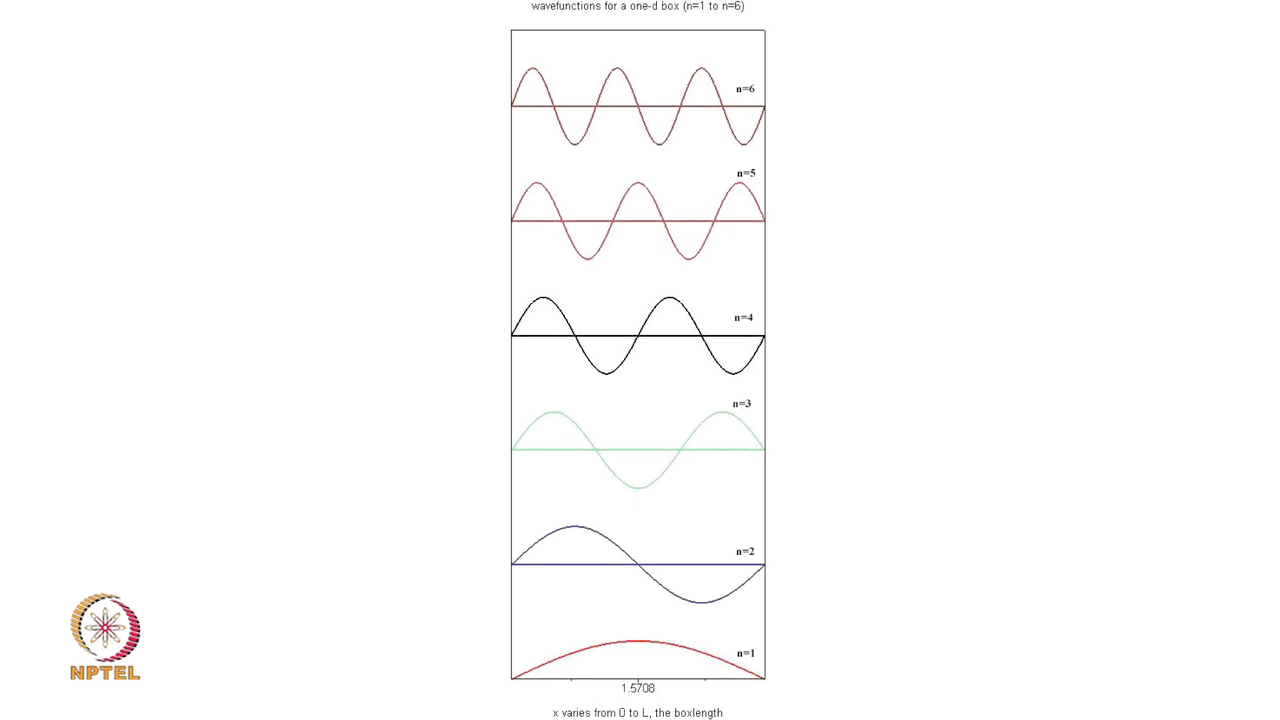 wavefunctions for a one-d box (n=1 to n=6)
n=6
n=5
n=4
n=3
n=2
n=1
1.5708
x varies from 0 to L, the boxlength
NPTEL